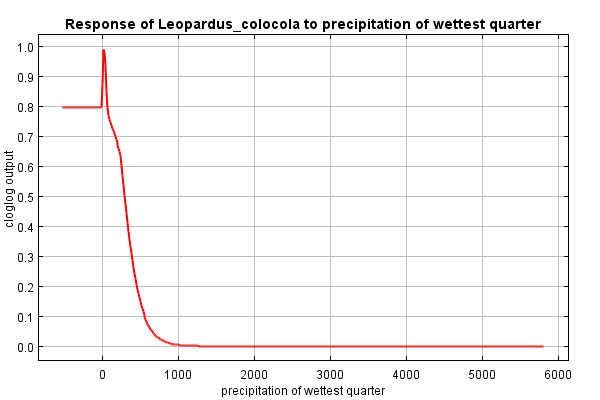 Response of Leopardus_colocola to precipitation of wettest quarter
cloglog output
1.0
0.9
0.8
0.7
0.6
0.5
0.4
0.3
0.2
0.1
0.0
0 1000 2000 3000 4000 5000 6000
precipitation of wettest quarter